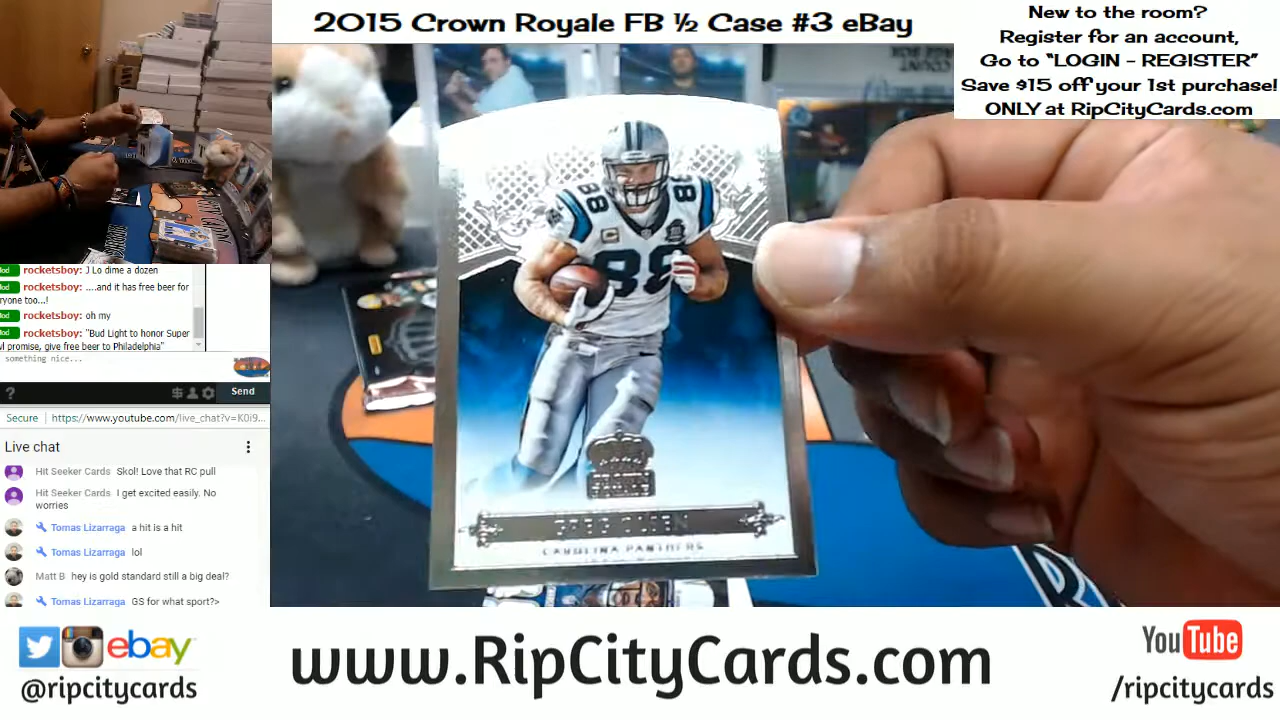 2015 Crown Royale FB ½ Case #3 eBay
New to the room?
Register for an account,
Go to “LOGIN - REGISTER”
Save $15 off your 1st purchase!
ONLY at RipCityCards.com
rocketsboy: J Lo dime a dozen
rocketsboy: ....and it has free beer for
ryone too...!
rocketsboy: oh my
rocketsboy: "Bud Light to honor Super
promise, give free beer to Philadelphia"
something nice...
? Send
Secure https://www.youtube.com/live_chat?v=K0i9...
Live chat
Hit Seeker Cards Skol! Love that RC pull
Hit Seeker Cards I get excited easily. No
worries
Tomas Lizarraga a hit is a hit
Tomas Lizarraga lol
Matt B hey is gold standard still a big deal?
Tomas Lizarraga GS for what sport?>
88
88
88
GREG OLSEN
CAROLINA PANTHERS
ebay
@ripcitycards
www.RipCityCards.com
YouTube
/ripcitycards